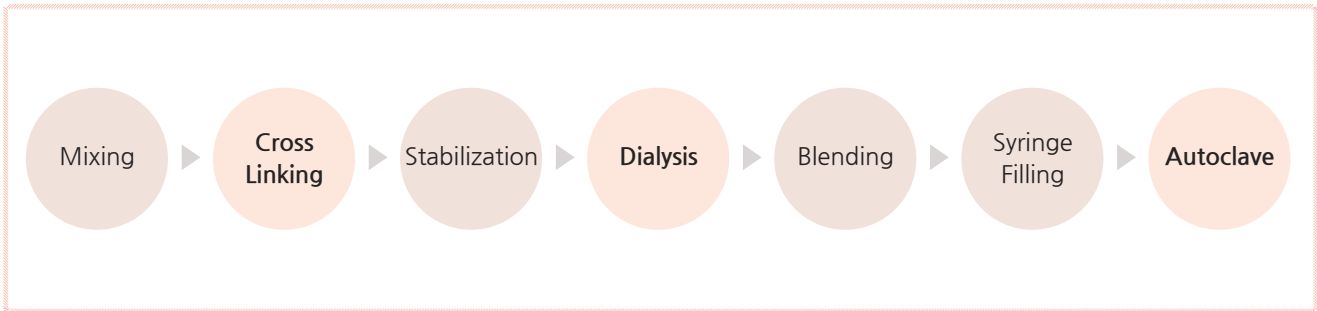 Mixing
Cross
Linking
Stabilization
Dialysis
Blending
Syringe
Filling
Autoclave